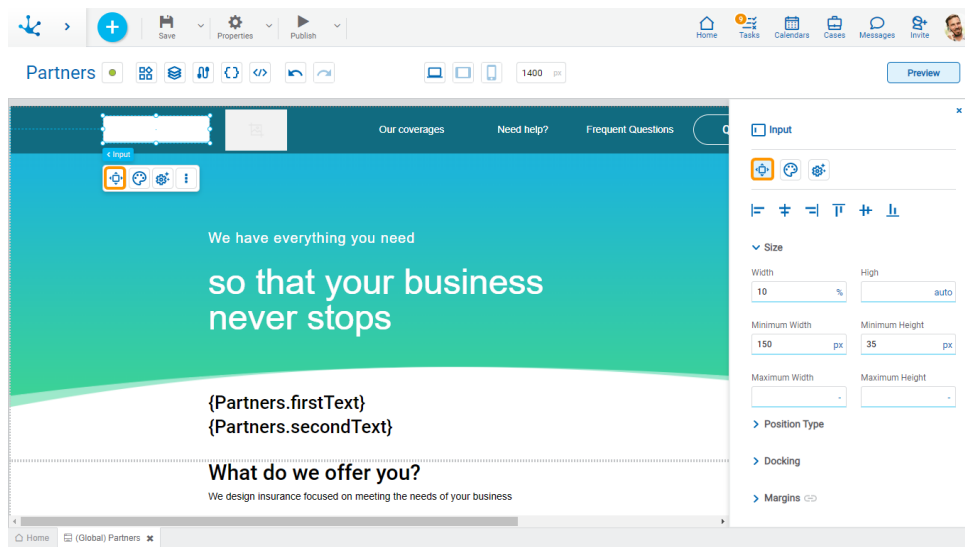 Save
Properties
Publish
Home
9
Tasks
Calendars
Cases
Messages
Invite
Partners
1400 px
Preview
Our coverages
Need help?
Frequent Questions
Q
< Input
Input
We have everything you need
so that your business
never stops
{Partners.firstText}
{Partners.secondText}
What do we offer you?
We design insurance focused on meeting the needs of your business
Size
Width
High
10 %
auto
Minimum Width
Minimum Height
150 px
35 px
Maximum Width
Maximum Height
-
-
Position Type
Docking
Margins
Home
(Global) Partners